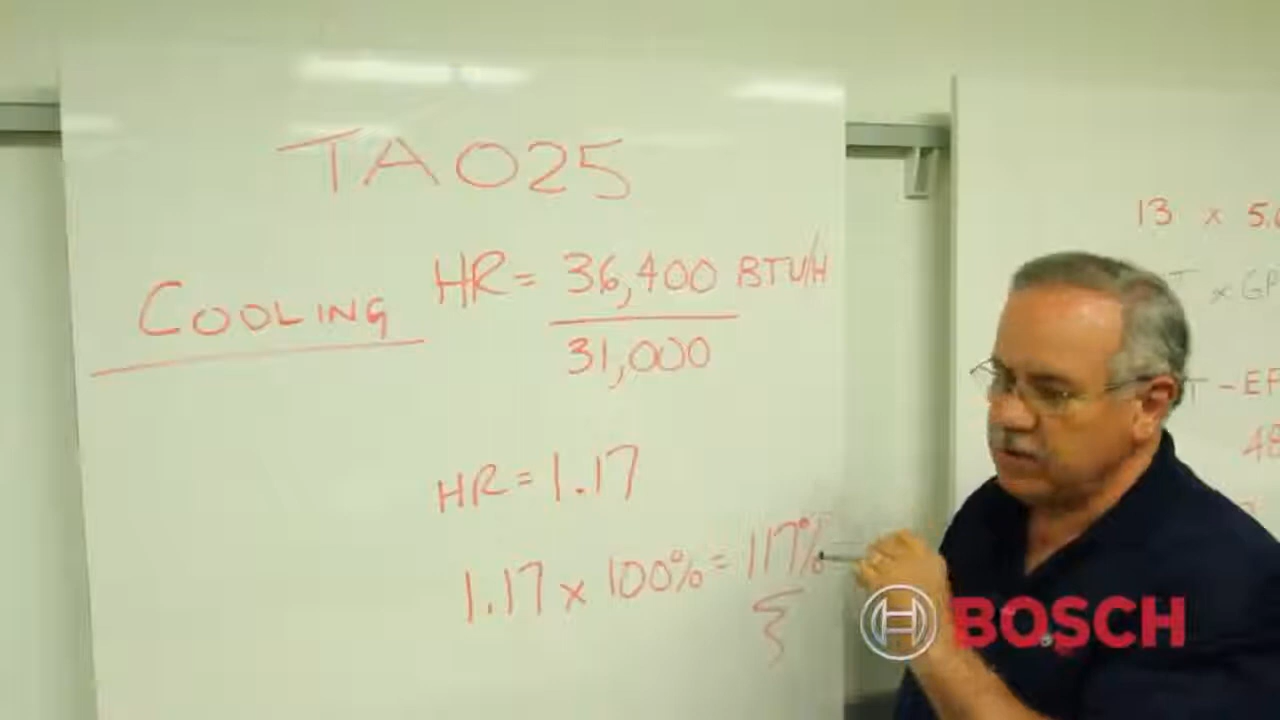 TA025
COOLING
HR = 36,400 BTU/H
31,000
HR = 1.17
1.17 x 100% = 117%
13 x 5.
T x GP
T - EF
48
BOSCH